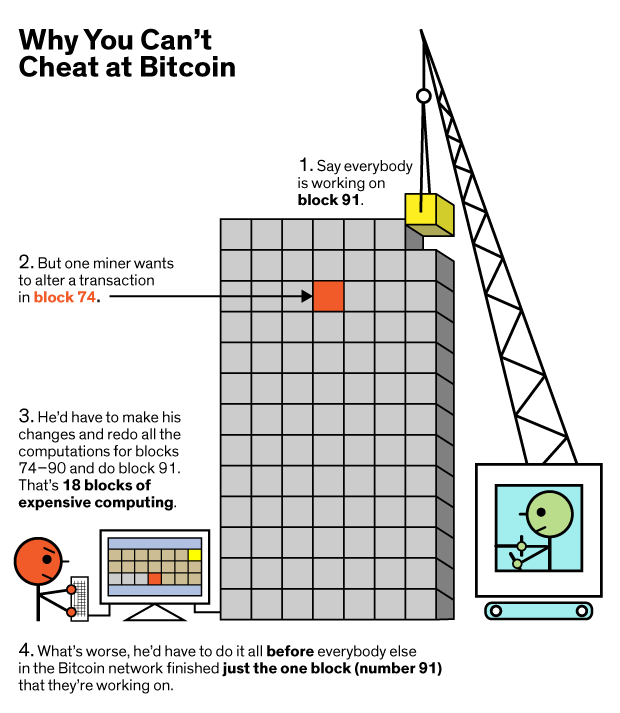 Why You Can't
Cheat at Bitcoin
1. Say everybody
is working on
block 91.
2. But one miner wants
to alter a transaction
in block 74.
3. He'd have to make his
changes and redo all the
computations for blocks
74–90 and do block 91.
That's 18 blocks of
expensive computing.
4. What's worse, he'd have to do it all before everybody else
in the Bitcoin network finished just the one block (number 91)
that they're working on.